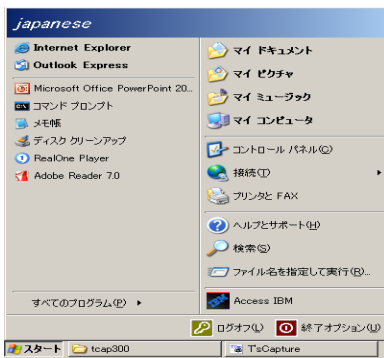 japanese
Internet Explorer
Outlook Express
Microsoft Office PowerPoint 20...
コマンド プロンプト
メモ帳
ディスク クリーンアップ
RealOne Player
Adobe Reader 7.0
すべてのプログラム(P)
マイ ドキュメント
マイ ピクチャ
マイ ミュージック
マイ コンピュータ
コントロール パネル(C)
接続(T)
プリンタと FAX
ヘルプとサポート(H)
検索(S)
ファイル名を指定して実行(R)...
Access IBM
ログオフ(L)
終了オプション(U)
スタート
tcap300
T'sCapture